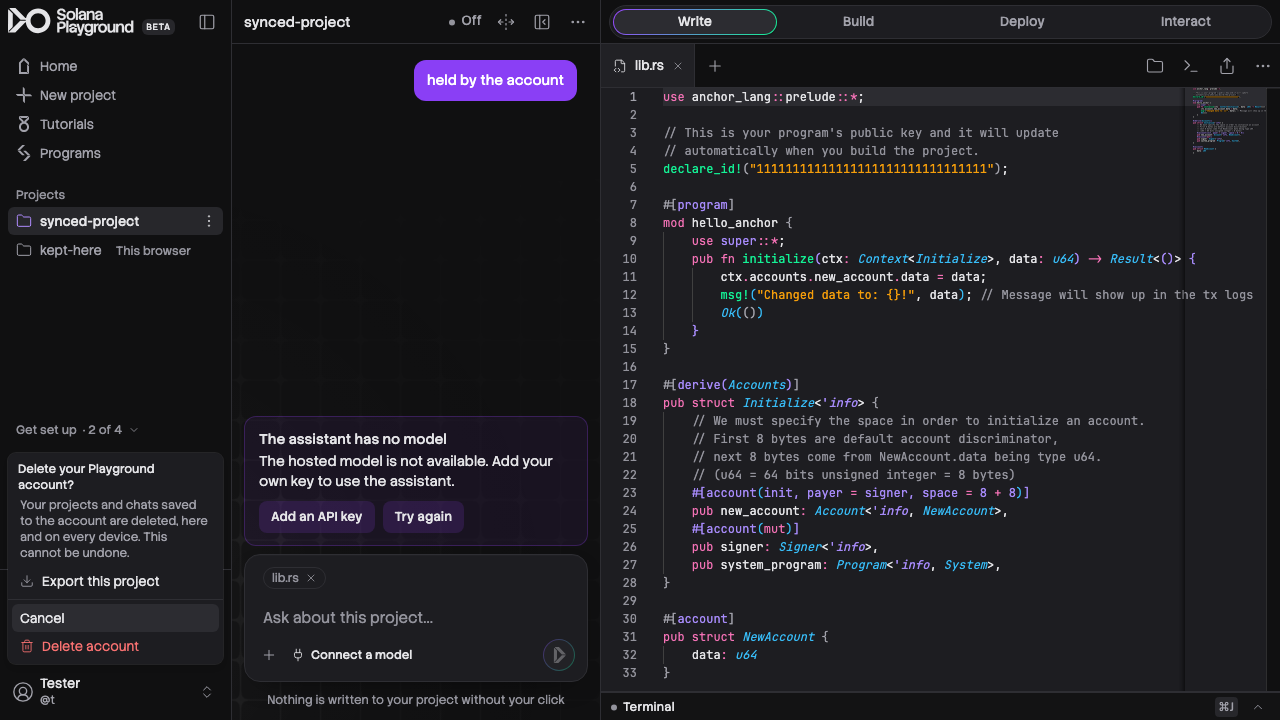 Solana
Playground BETA
Home
New project
Tutorials
Programs
Projects
synced-project
kept-here This browser
Get set up · 2 of 4
Delete your Playground
account?
Your projects and chats saved
to the account are deleted, here
and on every device. This
cannot be undone.
Export this project
Cancel
Delete account
Tester
@t
synced-project
Off
held by the account
The assistant has no model
The hosted model is not available. Add your
own key to use the assistant.
Add an API key
Try again
lib.rs
Ask about this project...
Connect a model
Nothing is written to your project without your click
Write
Build
Deploy
Interact
lib.rs
1 use anchor_lang::prelude::*;
2
3 // This is your program's public key and it will update
4 // automatically when you build the project.
5 declare_id!("11111111111111111111111111111111");
6
7 #[program]
8 mod hello_anchor {
9 use super::*;
10 pub fn initialize(ctx: Context<Initialize>, data: u64) -> Result<()> {
11 ctx.accounts.new_account.data = data;
12 msg!("Changed data to: {}!", data); // Message will show up in the tx logs
13 Ok(())
14 }
15 }
16
17 #[derive(Accounts)]
18 pub struct Initialize<'info> {
19 // We must specify the space in order to initialize an account.
20 // First 8 bytes are default account discriminator,
21 // next 8 bytes come from NewAccount.data being type u64.
22 // (u64 = 64 bits unsigned integer = 8 bytes)
23 #[account(init, payer = signer, space = 8 + 8)]
24 pub new_account: Account<'info, NewAccount>,
25 #[account(mut)]
26 pub signer: Signer<'info>,
27 pub system_program: Program<'info, System>,
28 }
29
30 #[account]
31 pub struct NewAccount {
32 data: u64
33 }
Terminal
⌘J